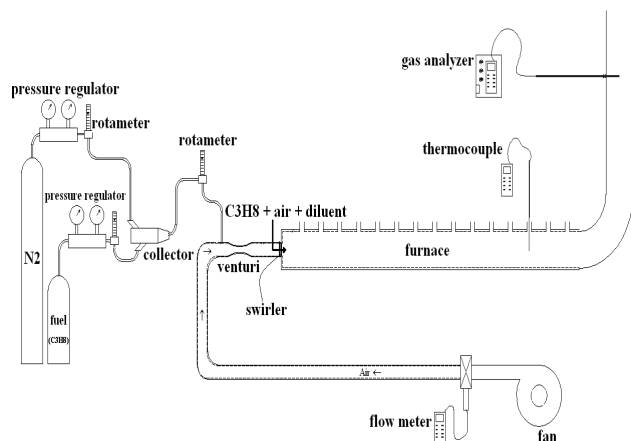 gas analyzer
pressure regulator
rotameter
rotameter
thermocouple
pressure regulator
C3H8 + air + diluent
N2
collector
venturi
furnace
swirler
fuel
(C3H8)
Air ←
flow meter
fan